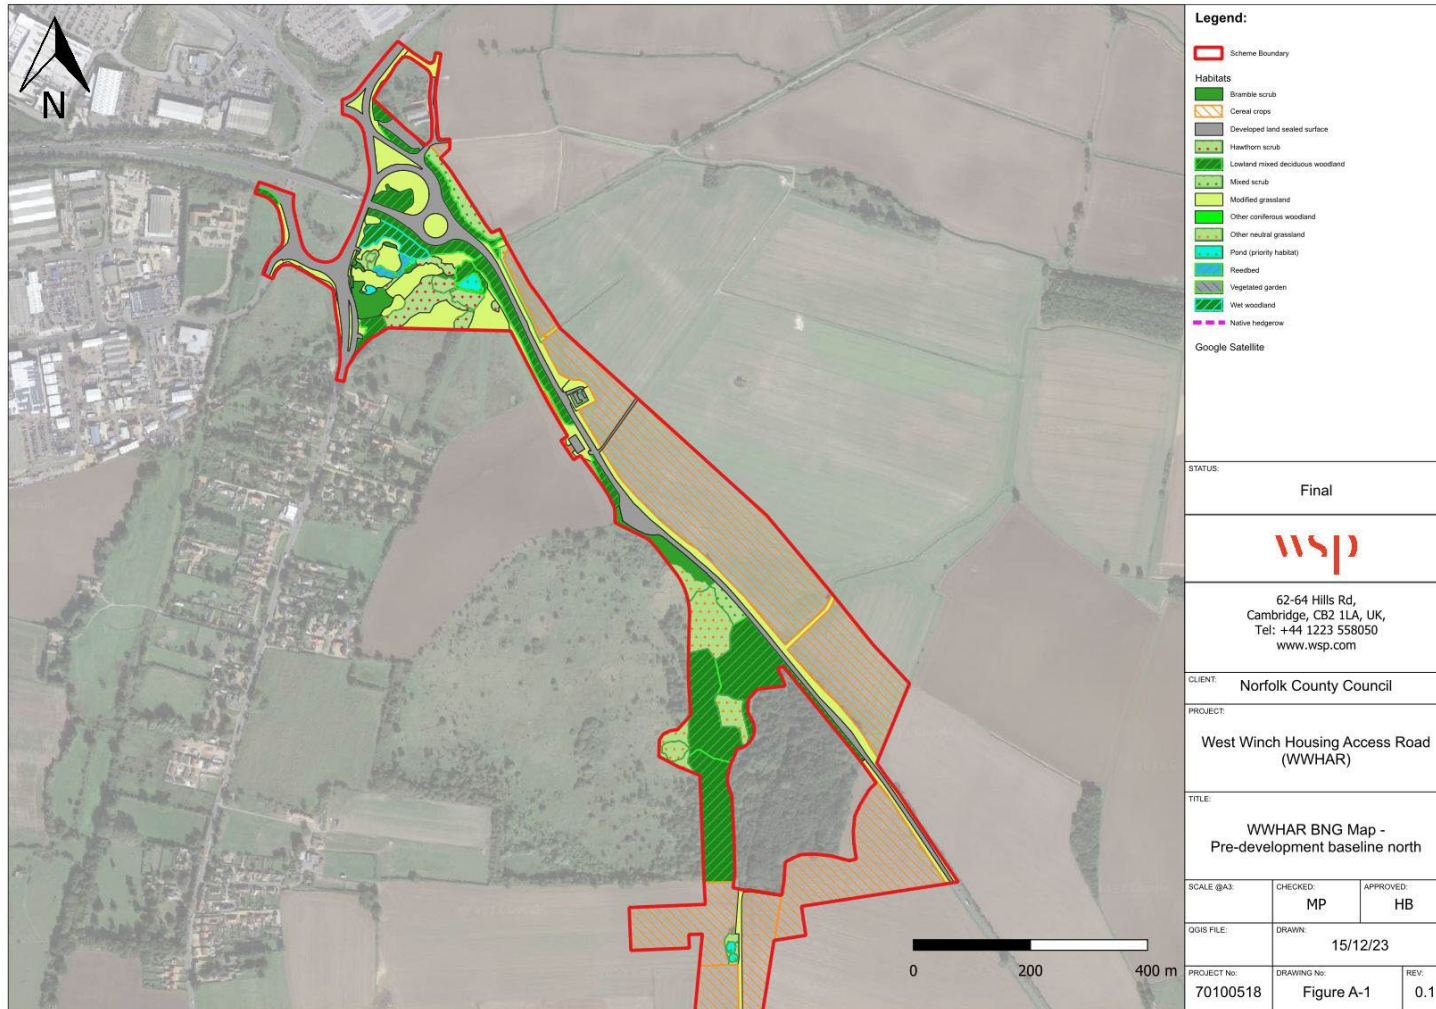 N
Legend:
Scheme Boundary
Habitats
Bramble scrub
Cereal crops
Developed land sealed surface
Hawthorn scrub
Lowland mixed deciduous woodland
Mixed scrub
Modified grassland
Other coniferous woodland
Other neutral grassland
Pond (priority habitat)
Reedbed
Vegetated garden
Wet woodland
Native hedgerow
Google Satellite
STATUS:
Final
wsp
62-64 Hills Rd,
Cambridge, CB2 1LA, UK,
Tel: +44 1223 558050
www.wsp.com
CLIENT:
Norfolk County Council
PROJECT:
West Winch Housing Access Road
(WWHAR)
TITLE:
WWHAR BNG Map -
Pre-development baseline north
SCALE @A3:
CHECKED:
MP
APPROVED:
HB
QGIS FILE:
DRAWN:
15/12/23
PROJECT No:
70100518
DRAWING No:
Figure A-1
REV:
0.1
0 200 400 m